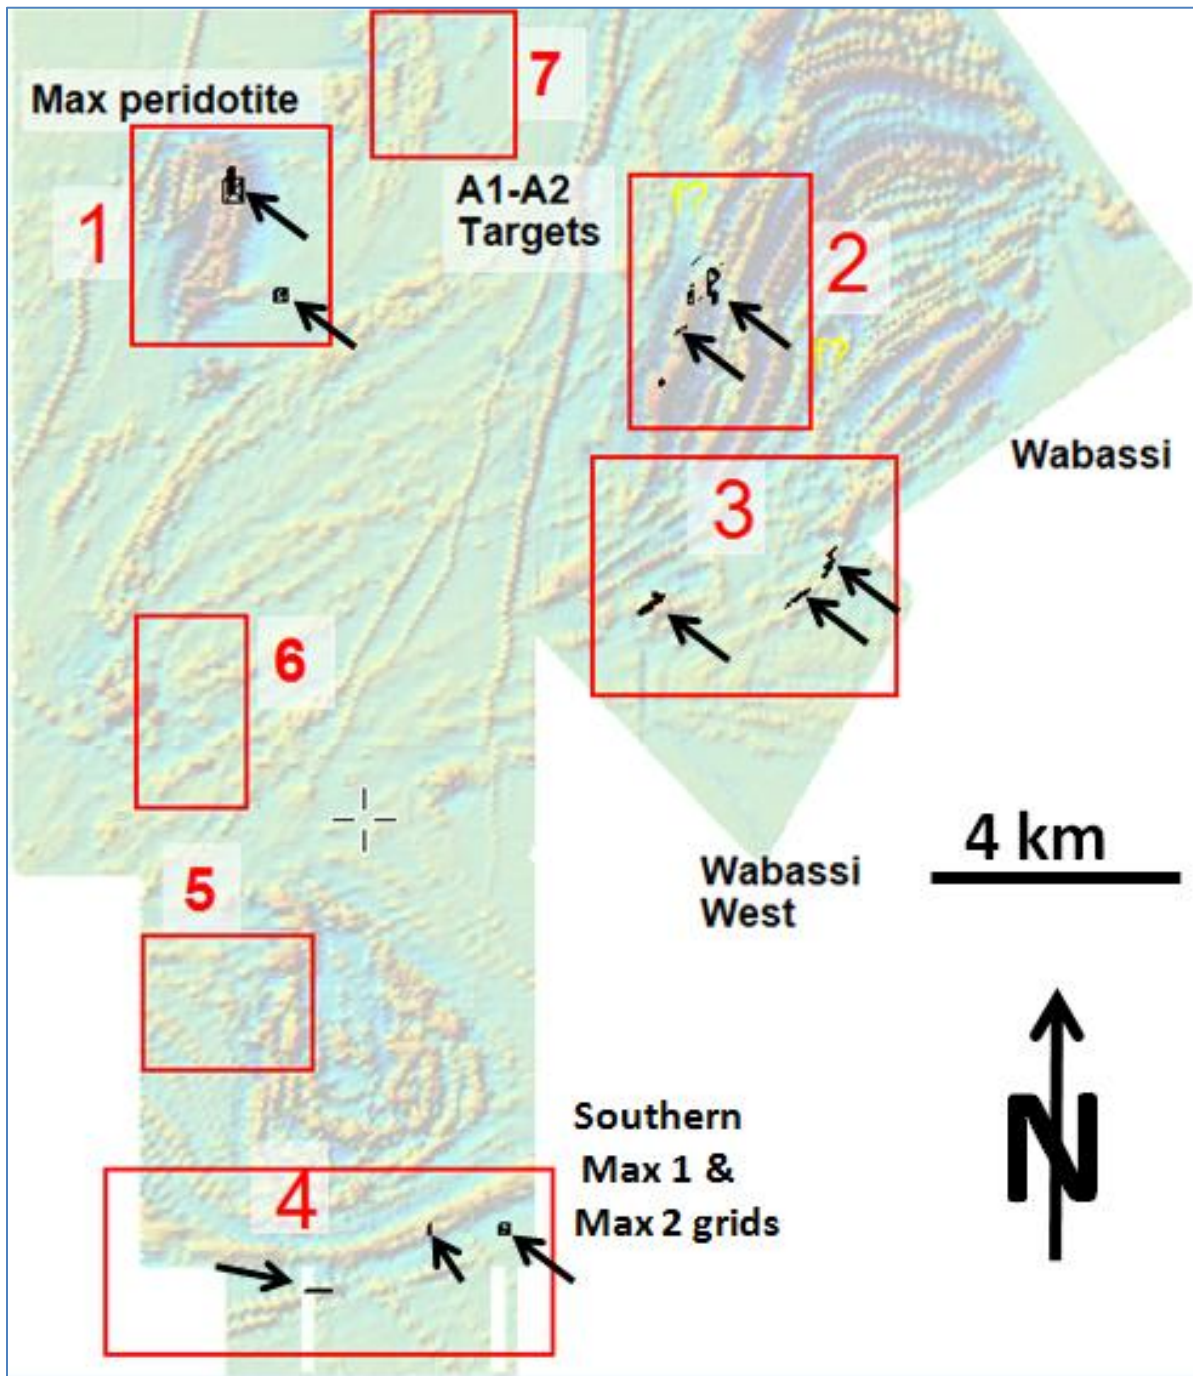 7
Max peridotite
1
A1-A2
Targets
2
Wabassi
3
6
4 km
Wabassi
West
5
N
Southern
Max 1 &
Max 2 grids
4